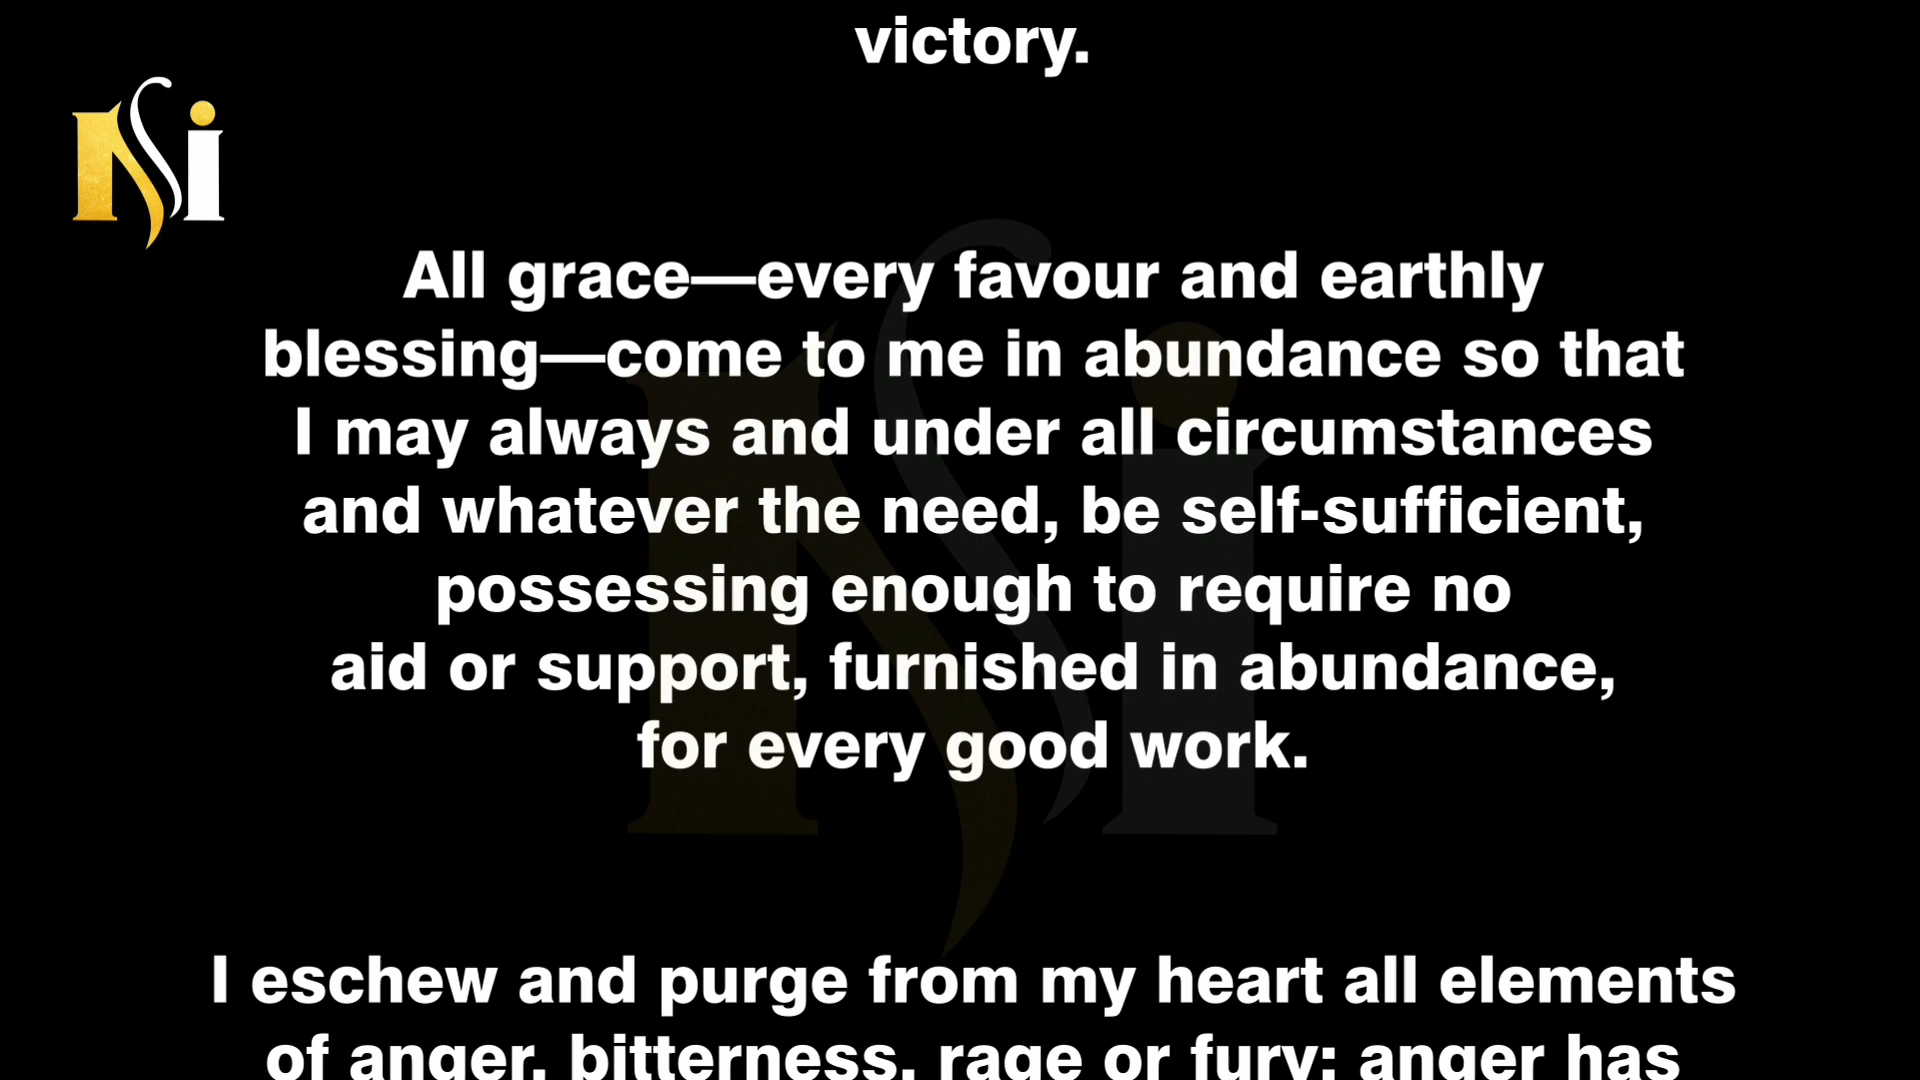 victory.
NSi
All grace—every favour and earthly
blessing—come to me in abundance so that
I may always and under all circumstances
and whatever the need, be self-sufficient,
possessing enough to require no
aid or support, furnished in abundance,
for every good work.
I eschew and purge from my heart all elements
of anger, bitterness, rage or fury; anger has